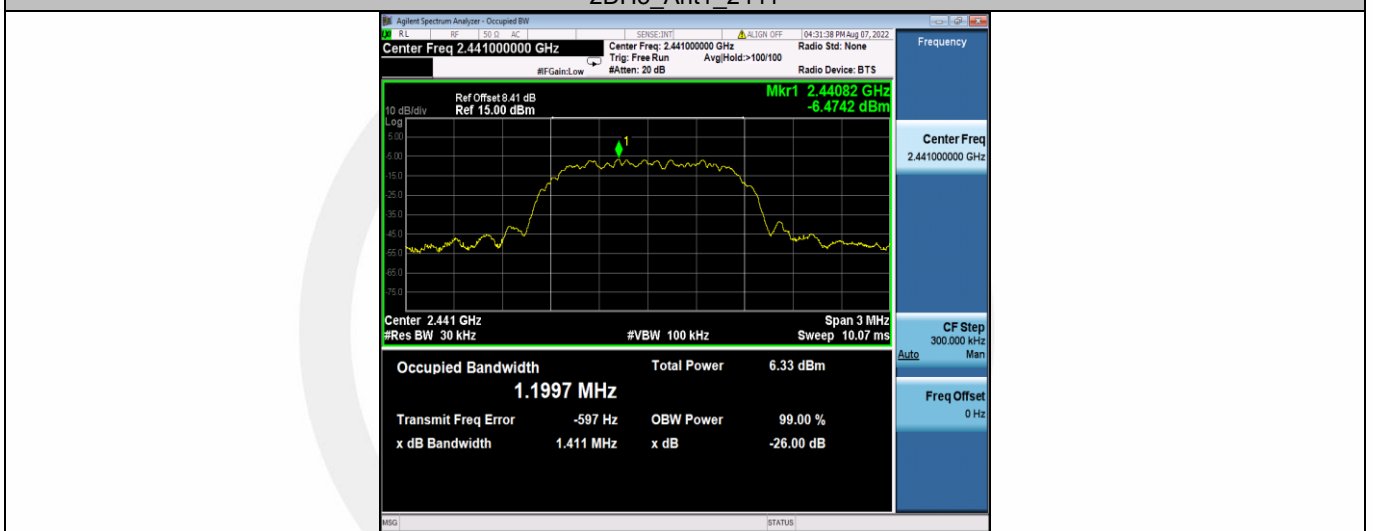 2DH5_Ant1_2441
Agilent Spectrum Analyzer - Occupied BW
RL RF 50 Ω AC SENSE:INT ALIGN OFF 04:31:38 PM Aug 07, 2022
Center Freq 2.441000000 GHz
Center Freq: 2.441000000 GHz Radio Std: None
Trig: Free Run Avg|Hold:>100/100
#IFGain:Low #Atten: 20 dB Radio Device: BTS
Frequency
Mkr1 2.44082 GHz
-6.4742 dBm
Ref Offset 8.41 dB
10 dB/div Ref 15.00 dBm
Log
5.00
-5.00
-15.0
-25.0
-35.0
-45.0
-55.0
-65.0
-75.0
1
Center 2.441 GHz Span 3 MHz
#Res BW 30 kHz #VBW 100 kHz Sweep 10.07 ms
Occupied Bandwidth Total Power 6.33 dBm
1.1997 MHz
Transmit Freq Error -597 Hz OBW Power 99.00 %
x dB Bandwidth 1.411 MHz x dB -26.00 dB
Center Freq
2.441000000 GHz
CF Step
300.000 kHz
Auto Man
Freq Offset
0 Hz
MSG STATUS